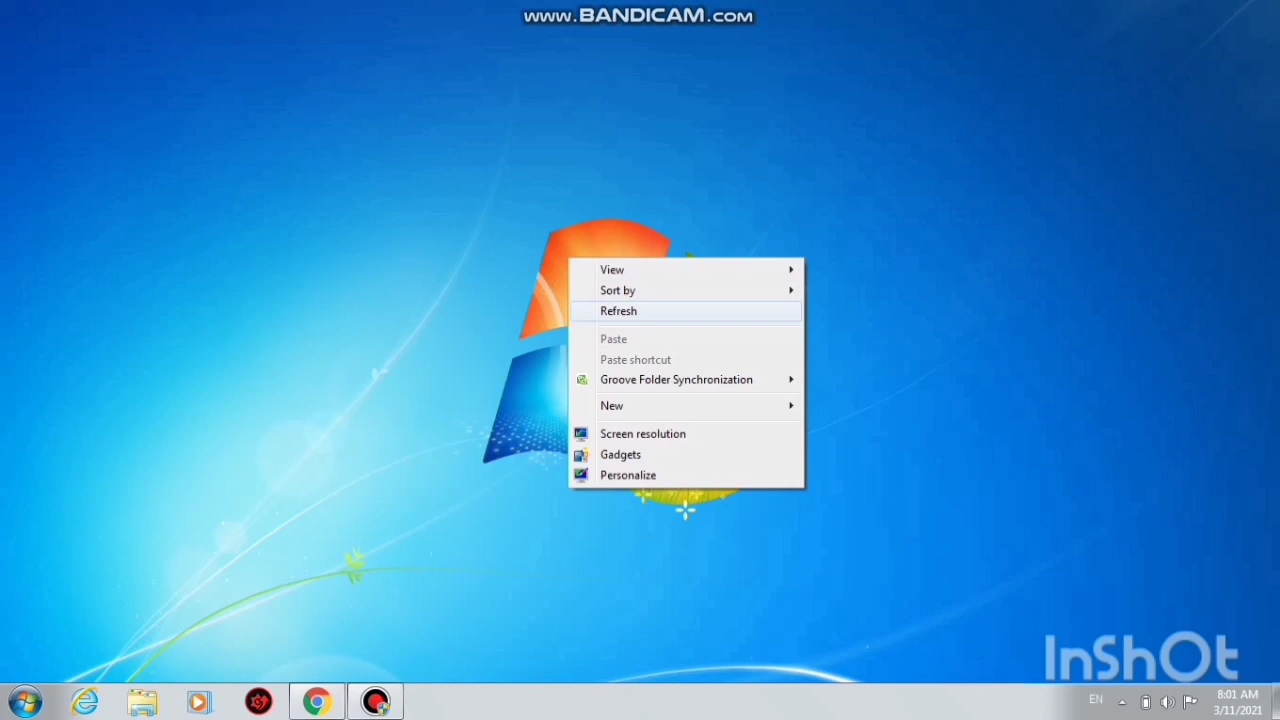 www.BANDICAM.com
View
Sort by
Refresh
Paste
Paste shortcut
Groove Folder Synchronization
New
Screen resolution
Gadgets
Personalize
InShOt
EN
8:01 AM
3/11/2021